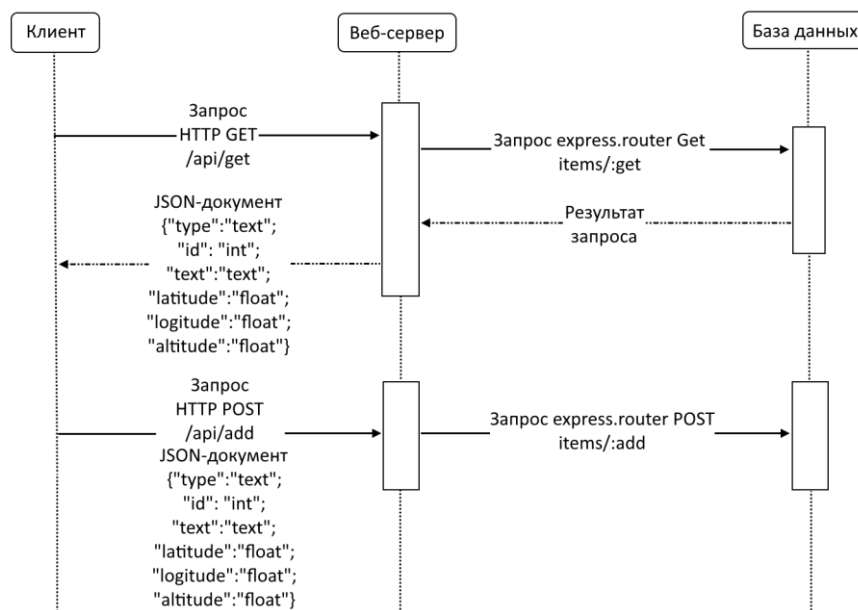 Клиент
Веб-сервер
База данных
Запрос
HTTP GET
/api/get
Запрос express.router Get
items/:get
Результат
запроса
JSON-документ
{"type":"text";
"id": "int";
"text":"text";
"latitude":"float";
"logitude":"float";
"altitude":"float"}
Запрос
HTTP POST
/api/add
JSON-документ
{"type":"text";
"id": "int";
"text":"text";
"latitude":"float";
"logitude":"float";
"altitude":"float"}
Запрос express.router POST
items/:add